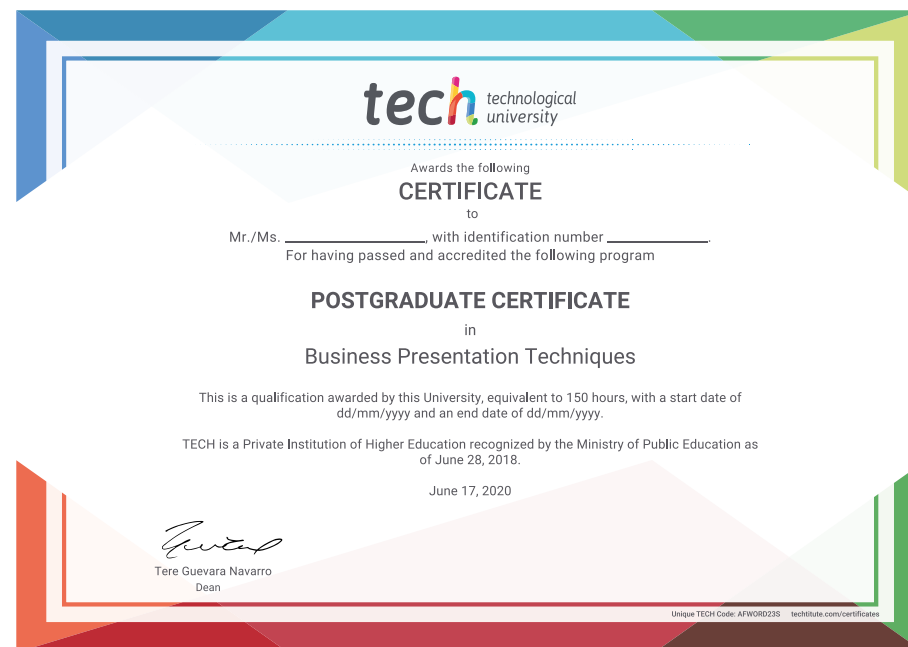 tech technological
university
Awards the following
CERTIFICATE
to
Mr./Ms. ____________________, with identification number ______________.
For having passed and accredited the following program
POSTGRADUATE CERTIFICATE
in
Business Presentation Techniques
This is a qualification awarded by this University, equivalent to 150 hours, with a start date of
dd/mm/yyyy and an end date of dd/mm/yyyy.
TECH is a Private Institution of Higher Education recognized by the Ministry of Public Education as
of June 28, 2018.
June 17, 2020
Tere Guevara Navarro
Dean
Unique TECH Code: AFWORD23S techtitute.com/certificates